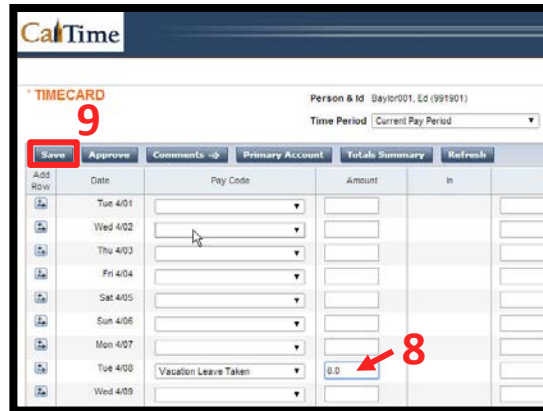 CalTime
* TIMECARD
Person & Id Baylor001, Ed (991901)
9
Time Period Current Pay Period
Save Approve Comments -> Primary Account Totals Summary Refresh
Add Row Date Pay Code Amount In
Tue 4/01
Wed 4/02
Thu 4/03
Fri 4/04
Sat 4/05
Sun 4/06
Mon 4/07
8
Tue 4/08 Vacation Leave Taken 8.0
Wed 4/09